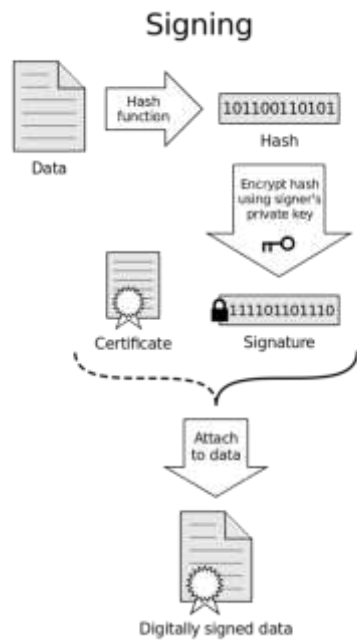 Signing
Hash
function
101100110101
Data
Hash
Encrypt hash
using signer's
private key
111101101110
Certificate
Signature
Attach
to data
Digitally signed data